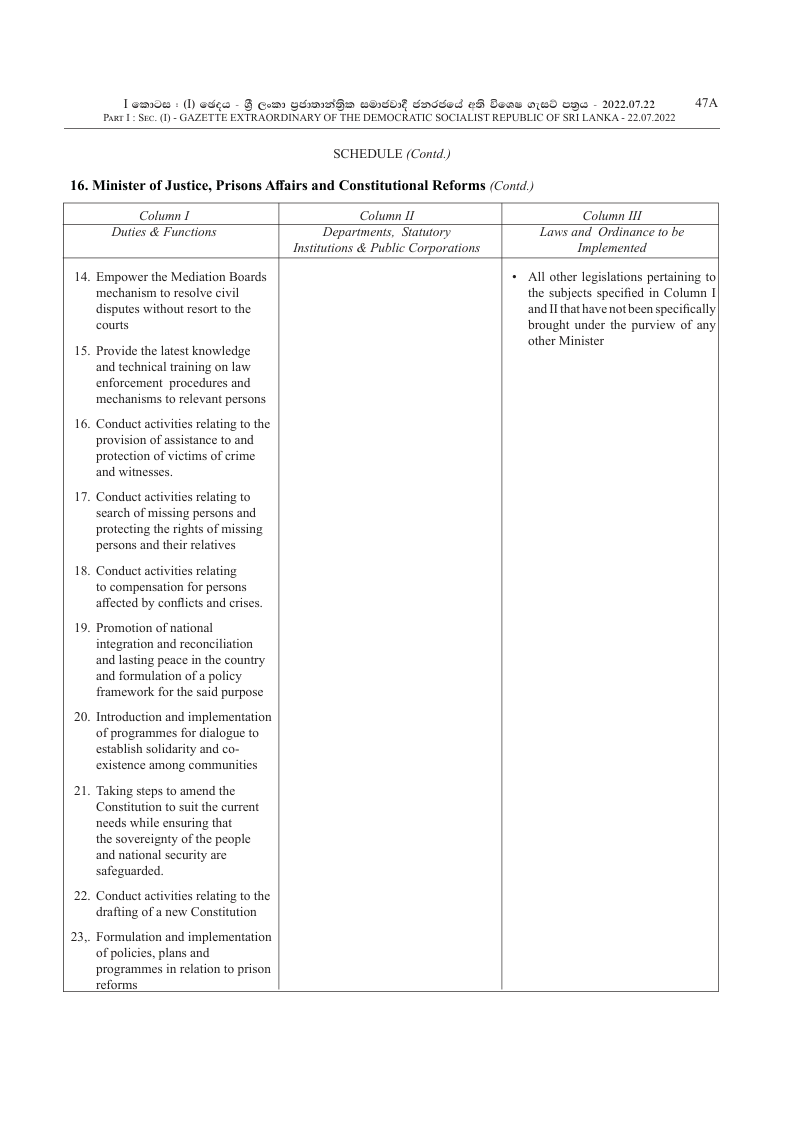 I කොටස : (I) ඡෙදය - ශ්‍රී ලංකා ප්‍රජාතාන්ත්‍රික සමාජවාදී ජනරජයේ අති විශෙෂ ගැසට් පත්‍රය - 2022.07.22
47A
PART I : SEC. (I) - GAZETTE EXTRAORDINARY OF THE DEMOCRATIC SOCIALIST REPUBLIC OF SRI LANKA - 22.07.2022
SCHEDULE (Contd.)
16. Minister of Justice, Prisons Affairs and Constitutional Reforms (Contd.)
Column I
Duties & Functions
Column II
Departments, Statutory
Institutions & Public Corporations
Column III
Laws and Ordinance to be
Implemented
14. Empower the Mediation Boards
mechanism to resolve civil
disputes without resort to the
courts
15. Provide the latest knowledge
and technical training on law
enforcement procedures and
mechanisms to relevant persons
16. Conduct activities relating to the
provision of assistance to and
protection of victims of crime
and witnesses.
17. Conduct activities relating to
search of missing persons and
protecting the rights of missing
persons and their relatives
18. Conduct activities relating
to compensation for persons
affected by conflicts and crises.
19. Promotion of national
integration and reconciliation
and lasting peace in the country
and formulation of a policy
framework for the said purpose
20. Introduction and implementation
of programmes for dialogue to
establish solidarity and co-
existence among communities
21. Taking steps to amend the
Constitution to suit the current
needs while ensuring that
the sovereignty of the people
and national security are
safeguarded.
22. Conduct activities relating to the
drafting of a new Constitution
23,. Formulation and implementation
of policies, plans and
programmes in relation to prison
reforms
• All other legislations pertaining to
the subjects specified in Column I
and II that have not been specifically
brought under the purview of any
other Minister